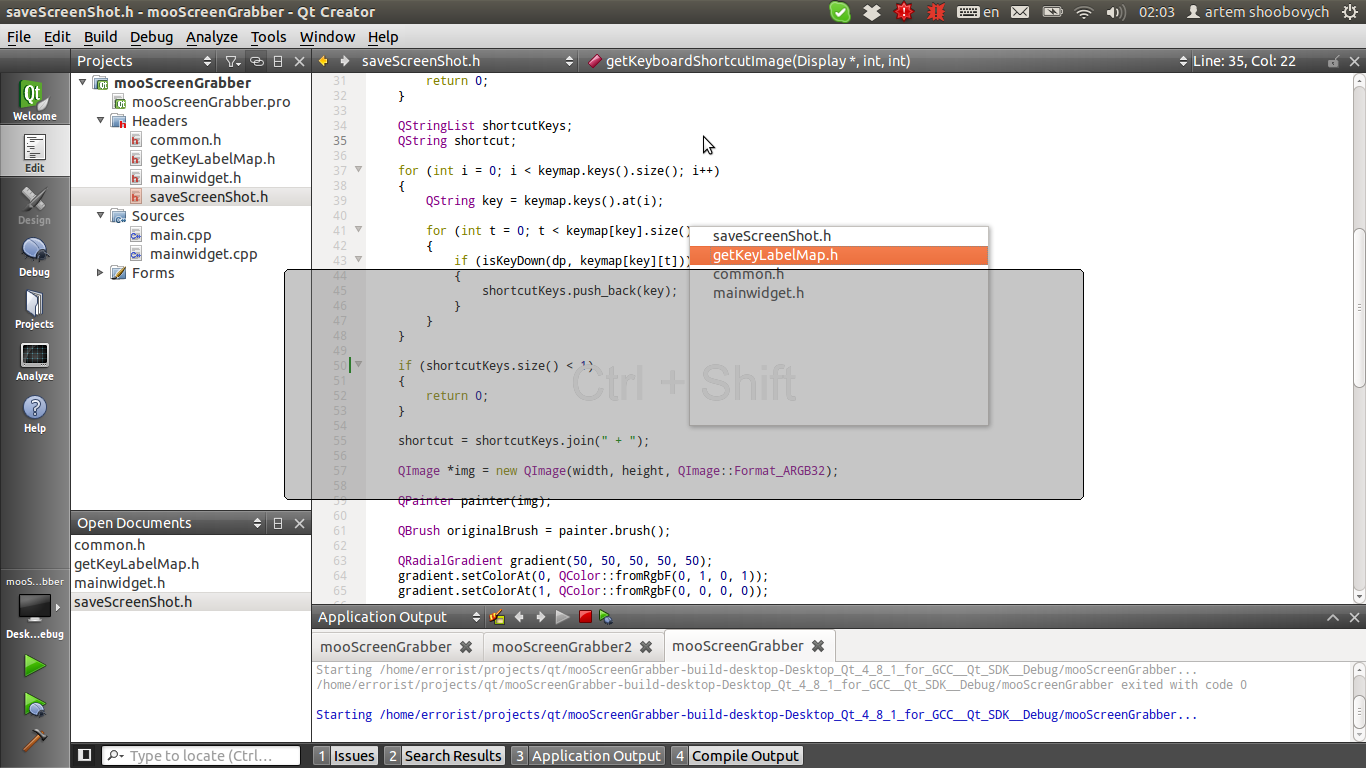 saveScreenShot.h - mooScreenGrabber - Qt Creator
en
02:03
artem shoobovych
File Edit Build Debug Analyze Tools Window Help
Projects
saveScreenShot.h
getKeyboardShortcutImage(Display *, int, int)
Line: 35, Col: 22
Welcome
Edit
Design
Debug
Projects
Analyze
Help
mooS...bber
Desk...ebug
mooScreenGrabber
mooScreenGrabber.pro
Headers
common.h
getKeyLabelMap.h
mainwidget.h
saveScreenShot.h
Sources
main.cpp
mainwidget.cpp
Forms
Open Documents
common.h
getKeyLabelMap.h
mainwidget.h
saveScreenShot.h
31 return 0;
32 }
33
34 QStringList shortcutKeys;
35 QString shortcut;
36
37 for (int i = 0; i < keymap.keys().size(); i++)
38 {
39 QString key = keymap.keys().at(i);
40
41 for (int t = 0; t < keymap[key].size()
42 {
43 if (isKeyDown(dp, keymap[key][t]))
44 {
45 shortcutKeys.push_back(key);
46 }
47 }
48 }
49
50 if (shortcutKeys.size() < 1)
51 {
52 return 0;
53 }
54
55 shortcut = shortcutKeys.join(" + ");
56
57 QImage *img = new QImage(width, height, QImage::Format_ARGB32);
58
59 QPainter painter(img);
60
61 QBrush originalBrush = painter.brush();
62
63 QRadialGradient gradient(50, 50, 50, 50, 50);
64 gradient.setColorAt(0, QColor::fromRgbF(0, 1, 0, 1));
65 gradient.setColorAt(1, QColor::fromRgbF(0, 0, 0, 0));
saveScreenShot.h
getKeyLabelMap.h
common.h
mainwidget.h
Ctrl + Shift
Application Output
mooScreenGrabber
mooScreenGrabber2
mooScreenGrabber
Starting /home/errorist/projects/qt/mooScreenGrabber-build-desktop-Desktop_Qt_4_8_1_for_GCC__Qt_SDK__Debug/mooScreenGrabber...
/home/errorist/projects/qt/mooScreenGrabber-build-desktop-Desktop_Qt_4_8_1_for_GCC__Qt_SDK__Debug/mooScreenGrabber exited with code 0
Starting /home/errorist/projects/qt/mooScreenGrabber-build-desktop-Desktop_Qt_4_8_1_for_GCC__Qt_SDK__Debug/mooScreenGrabber...
Type to locate (Ctrl...
1 Issues
2 Search Results
3 Application Output
4 Compile Output